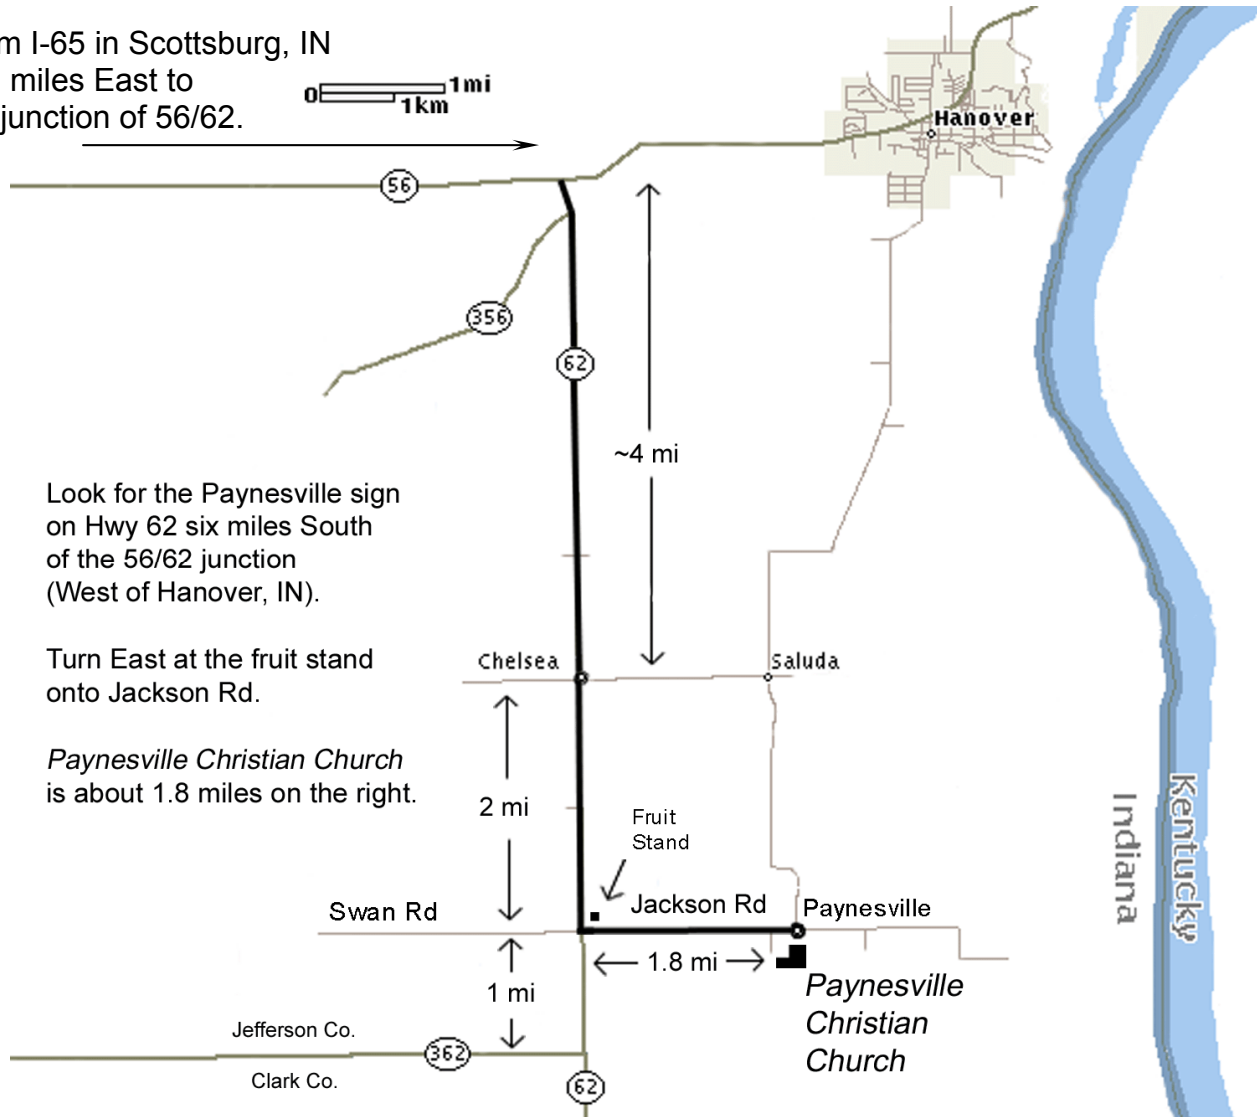 m I-65 in Scottsburg, IN
miles East to
junction of 56/62.
0
1mi
1km
Hanover
56
356
62
~4 mi
Look for the Paynesville sign
on Hwy 62 six miles South
of the 56/62 junction
(West of Hanover, IN).
Turn East at the fruit stand
onto Jackson Rd.
Paynesville Christian Church
is about 1.8 miles on the right.
Chelsea
Saluda
2 mi
Fruit
Stand
Swan Rd
Jackson Rd
Paynesville
1.8 mi
1 mi
Paynesville
Christian
Church
Jefferson Co.
362
Clark Co.
62
Indiana
Kentucky